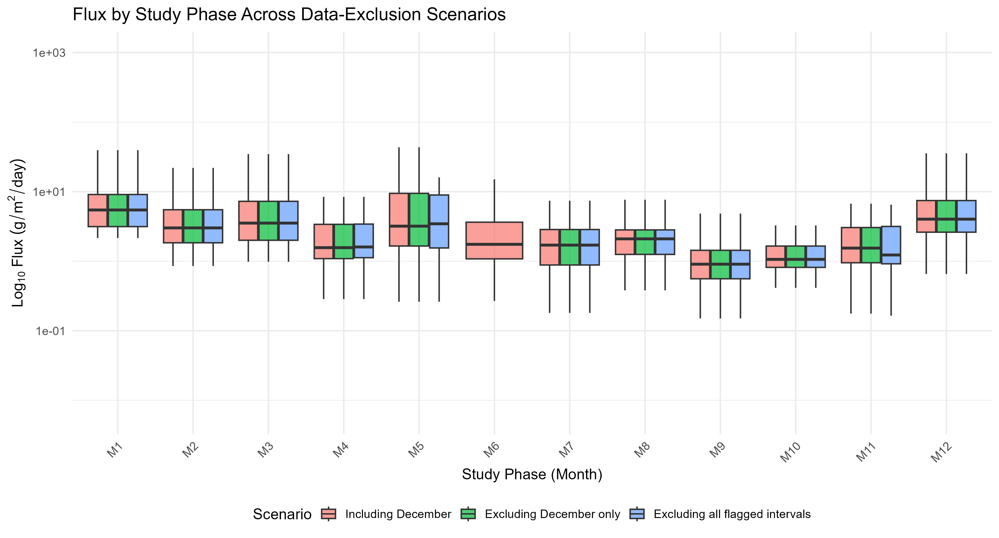 Flux by Study Phase Across Data-Exclusion Scenarios
Log₁₀ Flux (g/m²/day)
1e+03
1e+01
1e-01
M1 M2 M3 M4 M5 M6 M7 M8 M9 M10 M11 M12
Study Phase (Month)
Scenario Including December Excluding December only Excluding all flagged intervals